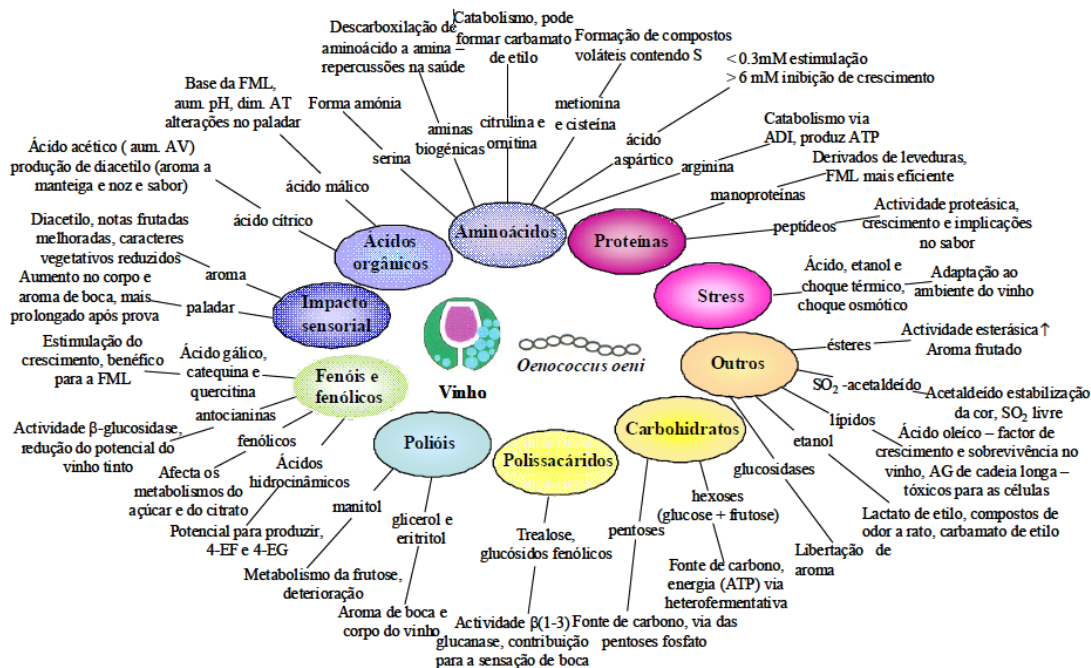 Descarboxilação de
aminoácido a amina –
repercussões na saúde
Catabolismo, pode
formar carbamato
de etilo
Formação de compostos
voláteis contendo S
< 0.3mM estimulação
> 6 mM inibição de crescimento
Base da FML,
aum. pH, dim. AT
alterações no paladar
Forma amónia
aminas
biogénicas
citrulina e
ornitina
metionina
e cisteína
ácido
aspártico
Catabolismo via
ADI, produz ATP
arginina
Ácido acético ( aum. AV)
produção de diacetilo (aroma a
manteiga e noz e sabor)
serina
ácido málico
manoproteínas
Derivados de leveduras,
FML mais eficiente
ácido cítrico
Ácidos
orgânicos
Aminoácidos
Proteínas
peptídeos
Actividade proteásica,
crescimento e implicações
no sabor
Diacetilo, notas frutadas
melhoradas, caracteres
vegetativos reduzidos
aroma
Aumento no corpo e
aroma de boca, mais
prolongado após prova
paladar
Impacto
sensorial
Stress
Ácido, etanol e
choque térmico,
choque osmótico
Adaptação ao
ambiente do vinho
Estimulação do
crescimento, benéfico
para a FML
Ácido gálico,
catequina e
quercitina
Fenóis e
fenólicos
Vinho
Oenococcus oeni
Outros
ésteres
Actividade esterásica ↑
Aroma frutado
SO2 -acetaldeído
Acetaldeído estabilização
da cor, SO2 livre
antocianinas
Actividade β-glucosidase,
redução do potencial do
vinho tinto
fenólicos
Afecta os
metabolismos do
açúcar e do citrato
Ácidos
hidrocinâmicos
Potencial para produzir,
4-EF e 4-EG
Polióis
Polissacáridos
Carbohidratos
lípidos
Ácido oleíco – factor de
crescimento e sobrevivência no
vinho, AG de cadeia longa –
tóxicos para as células
etanol
Lactato de etilo, compostos de
odor a rato, carbamato de etilo
glucosidases
Libertação de
aroma
manitol
Metabolismo da frutose,
deterioração
glicerol e
eritritol
Aroma de boca e
corpo do vinho
Trealose,
glucósidos fenólicos
Actividade β(1-3)
glucanase, contribuição
para a sensação de boca
pentoses
Fonte de carbono, via das
pentoses fosfato
hexoses
(glucose + frutose)
Fonte de carbono,
energia (ATP) via
heterofermentativa